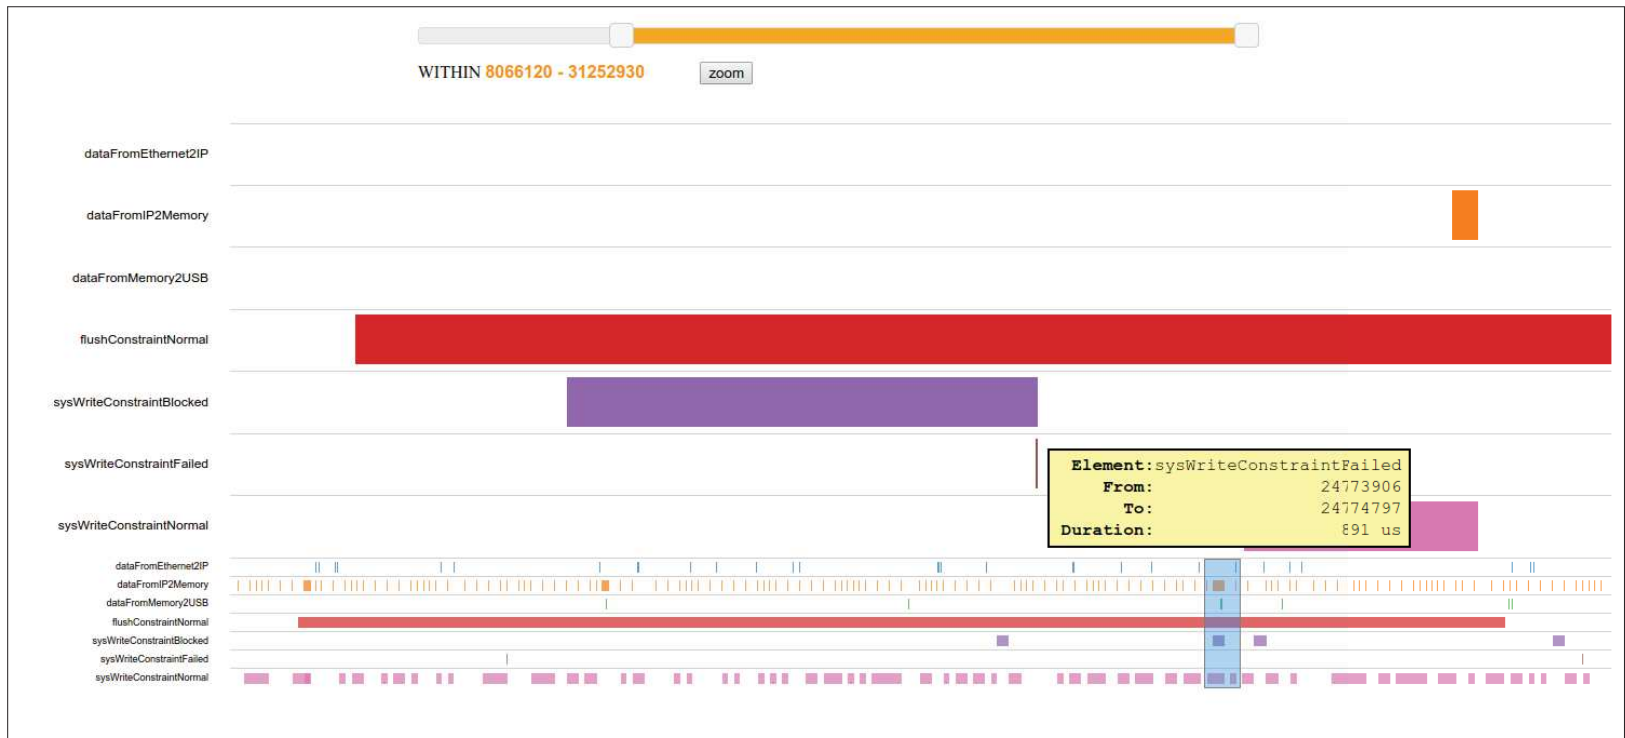 WITHIN 8066120 - 31252930 zoom
dataFromEthernet2IP
dataFromIP2Memory
dataFromMemory2USB
flushConstraintNormal
sysWriteConstraintBlocked
sysWriteConstraintFailed
sysWriteConstraintNormal
Element:sysWriteConstraintFailed
From: 24773906
To: 24774797
Duration: 891 us
dataFromEthernet2IP
dataFromIP2Memory
dataFromMemory2USB
flushConstraintNormal
sysWriteConstraintBlocked
sysWriteConstraintFailed
sysWriteConstraintNormal